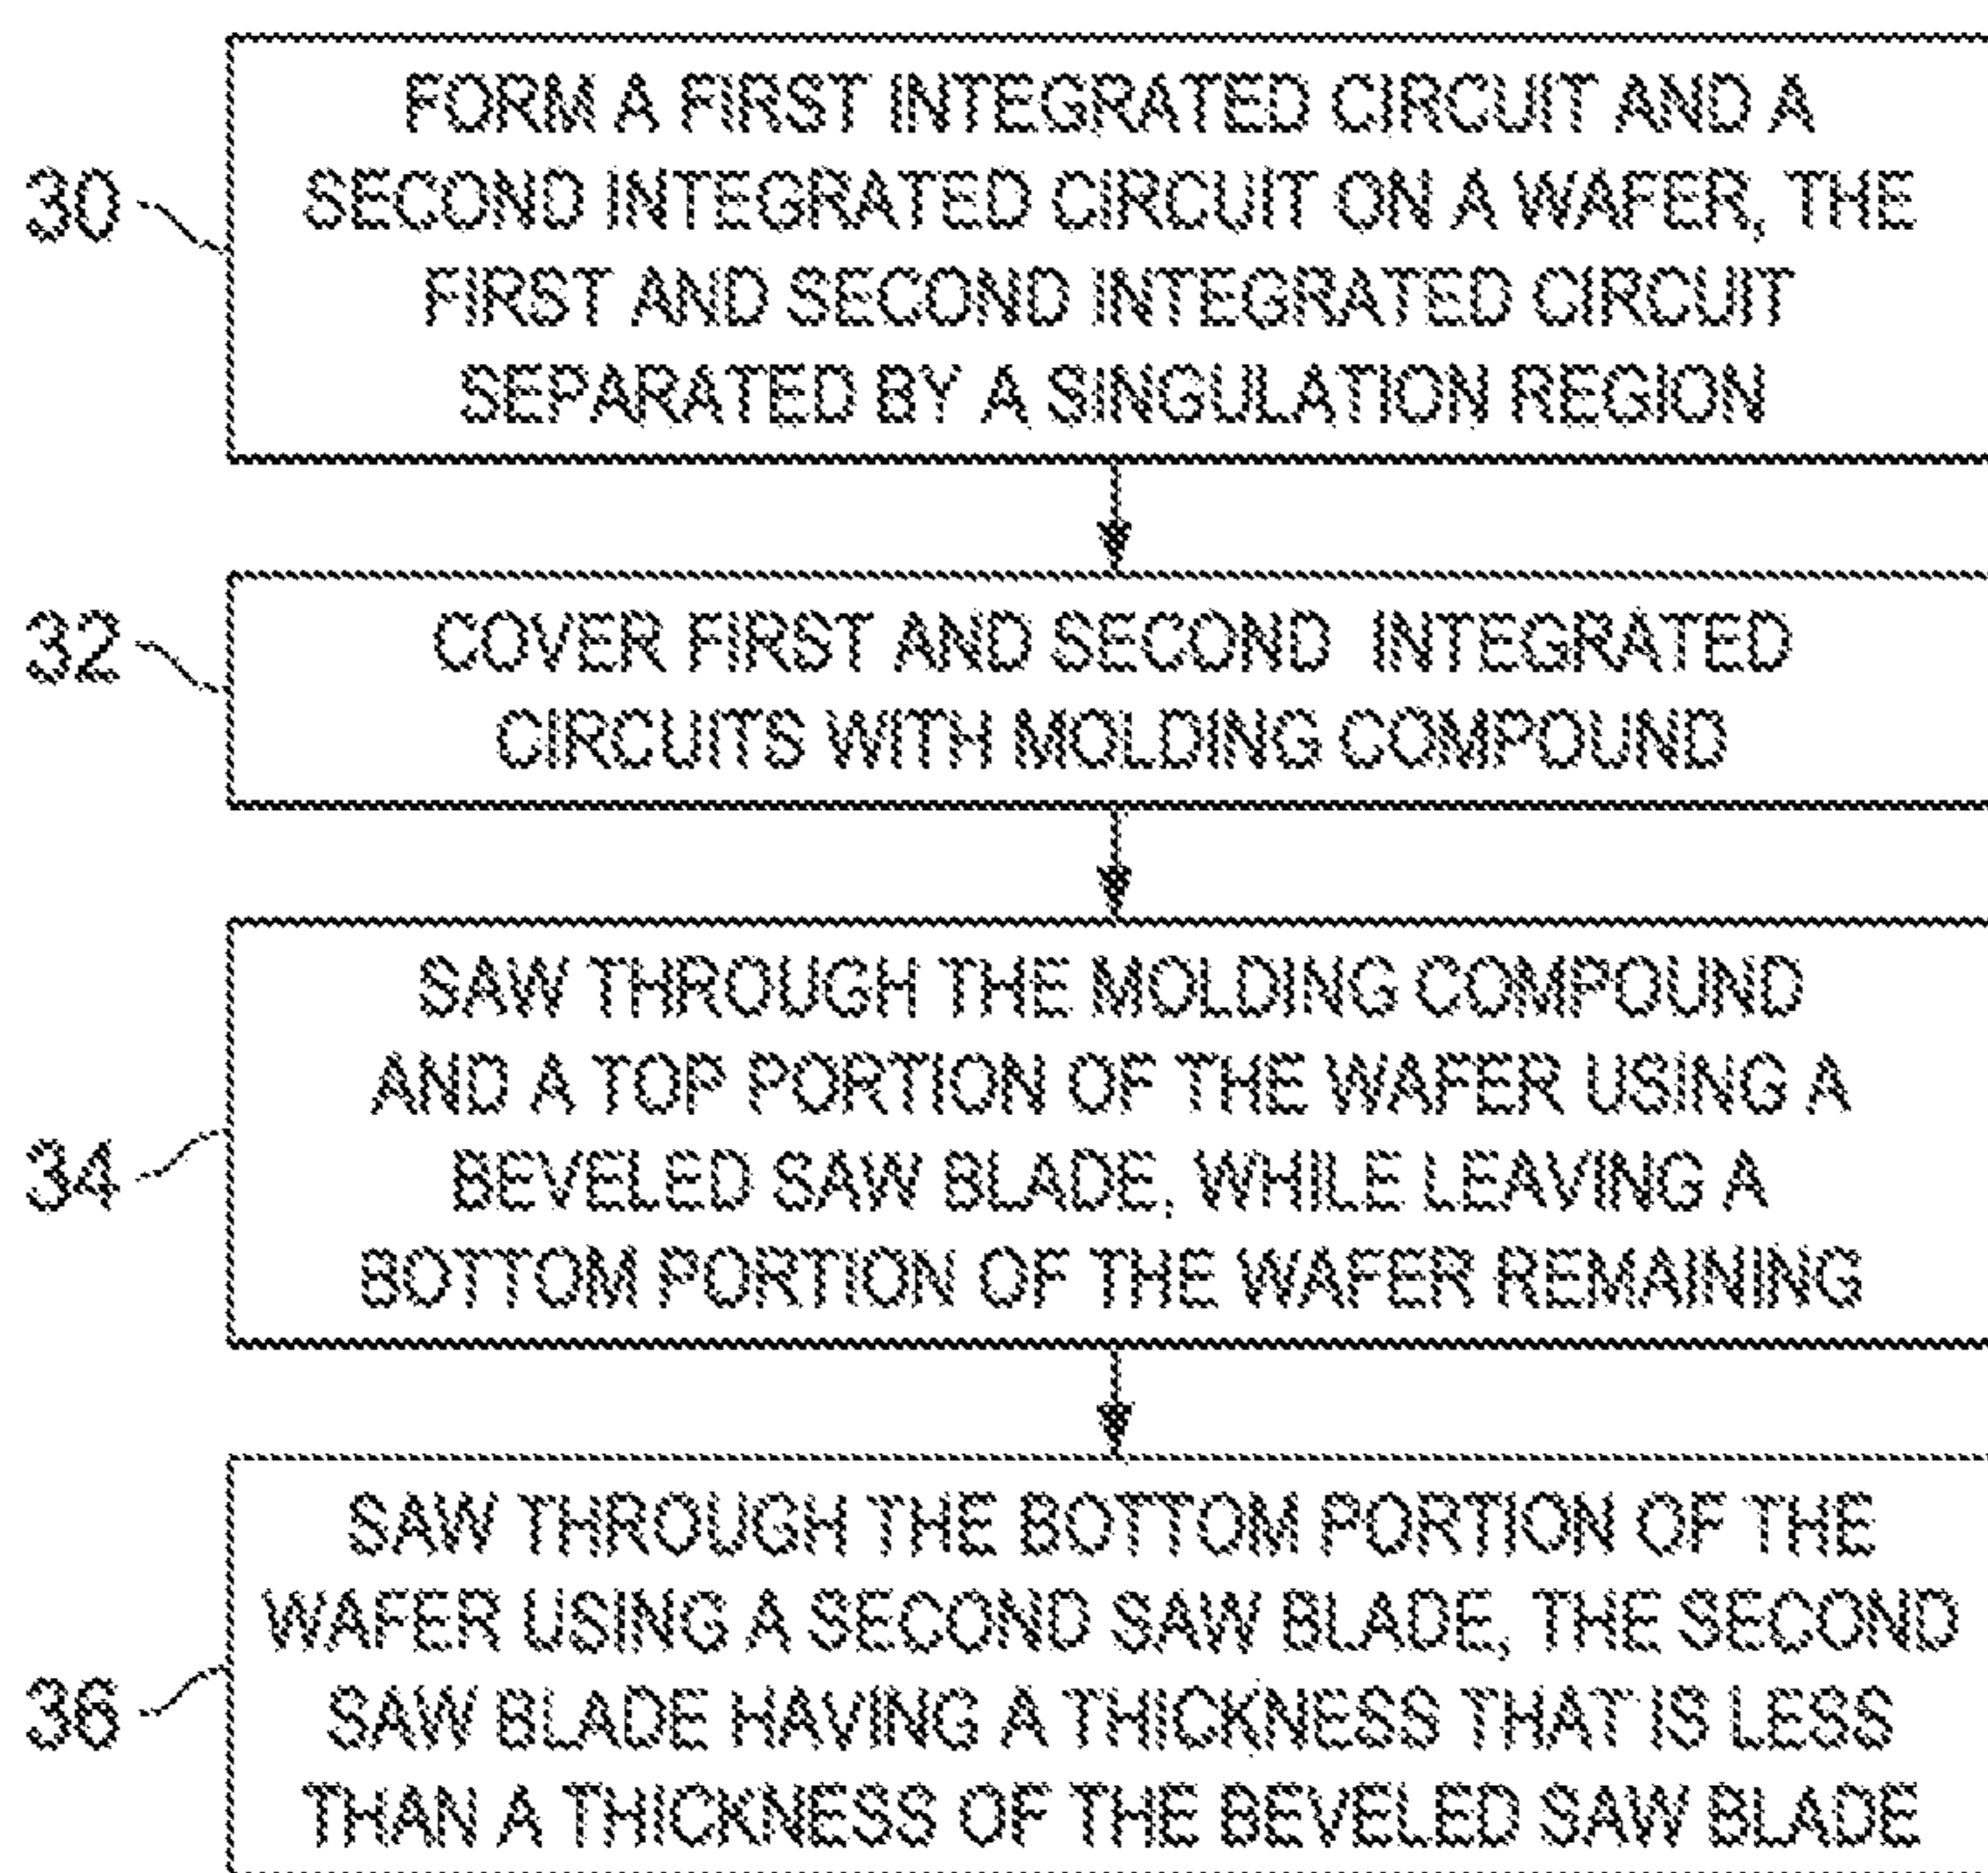 FORM A FIRST INTEGRATED CIRCUIT AND A
SECOND INTEGRATED CIRCUIT ON A WAFER, THE
30
FIRST AND SECOND INTEGRATED CIRCUIT
SEPARATED BY A SINGULATION REGION
32
COVER FIRST AND SECOND INTEGRATED
CIRCUITS WITH MOLDING COMPOUND
SAW THROUGH THE MOLDING COMPOUND
AND A TOP PORTION OF THE WAFER USING A
34
BEVELED SAW BLADE, WHILE LEAVING A
BOTTOM PORTION OF THE WAFER REMAINING
SAW THROUGH THE BOTTOM PORTION OF THE
WAFER USING A SECOND SAW BLADE, THE SECOND
36
SAW BLADE HAVING A THICKNESS THAT IS LESS
THAN A THICKNESS OF THE BEVELED SAW BLADE